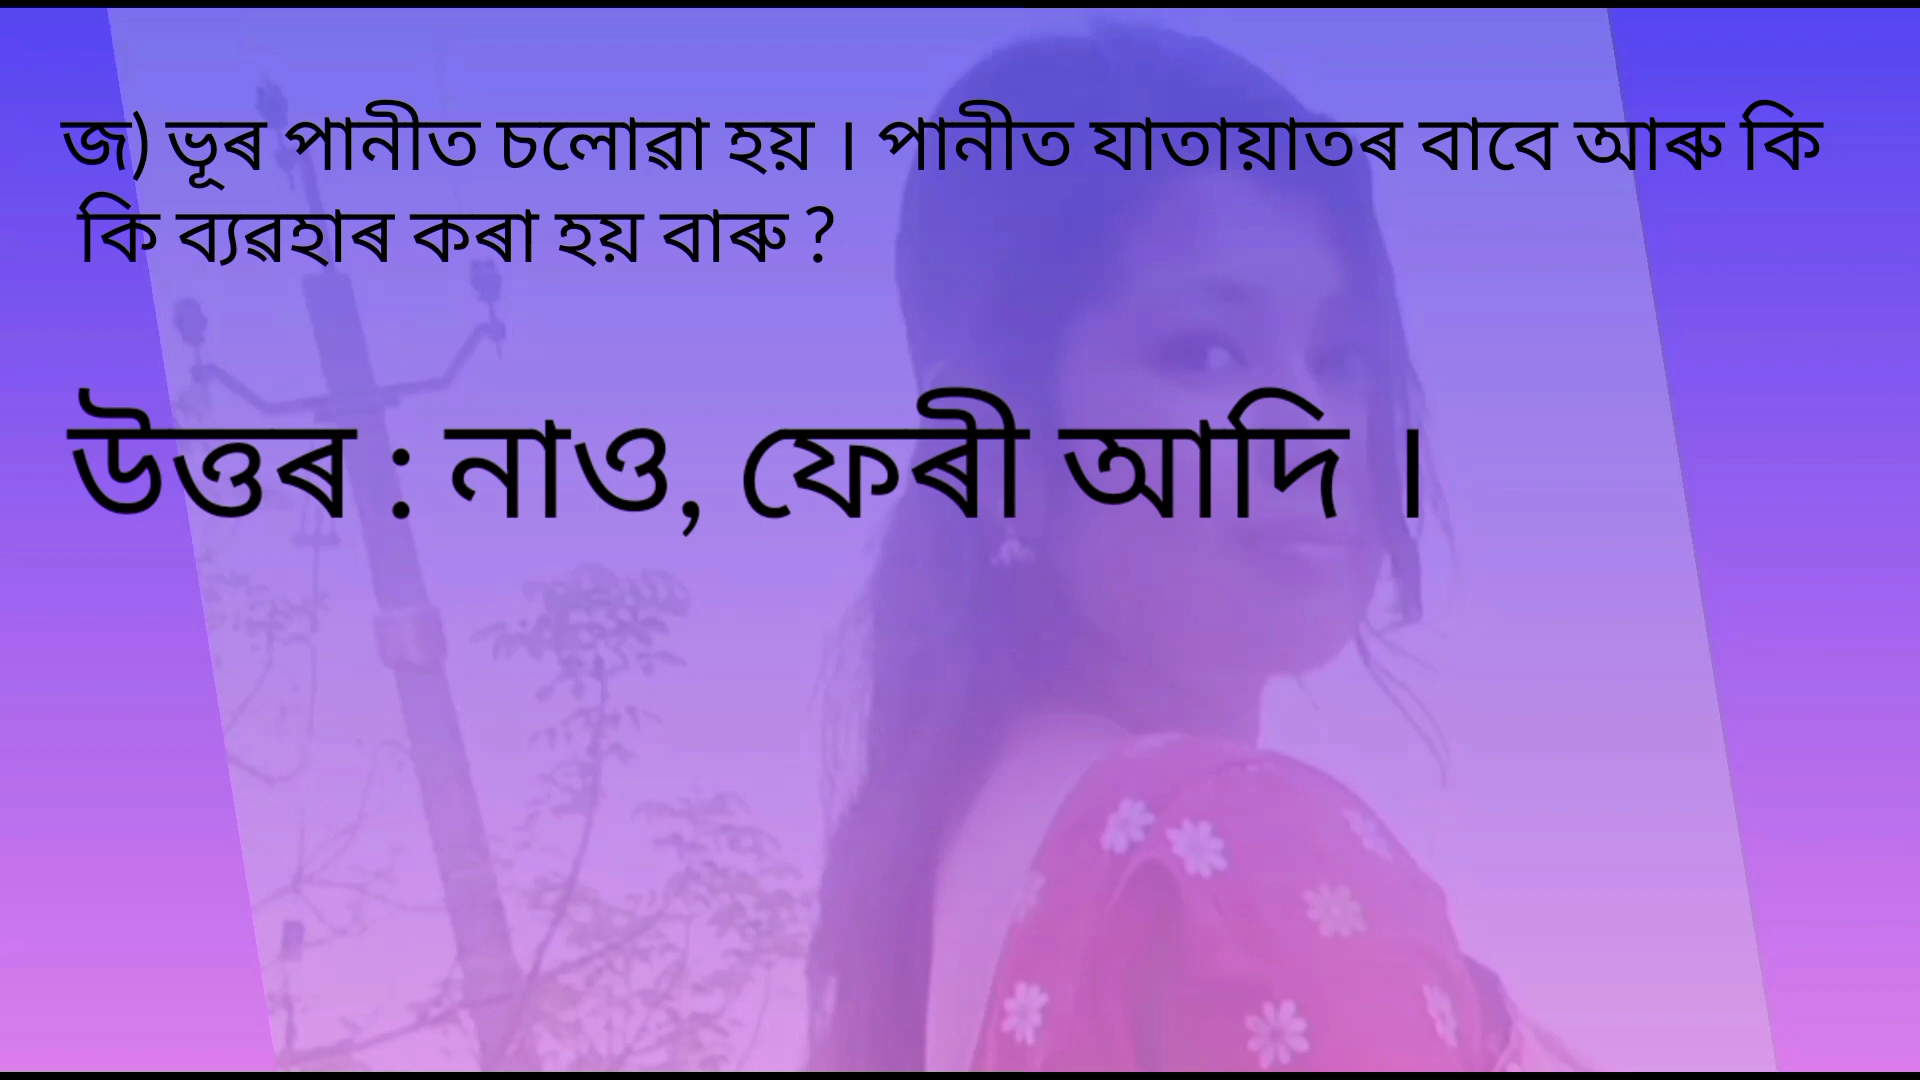 জ) ভূৰ পানীত চলোৱা হয় । পানীত যাতায়াতৰ বাবে আৰু কি
কি ব্যৱহাৰ কৰা হয় বাৰু ?
উত্তৰ : নাও, ফেৰী আদি ।